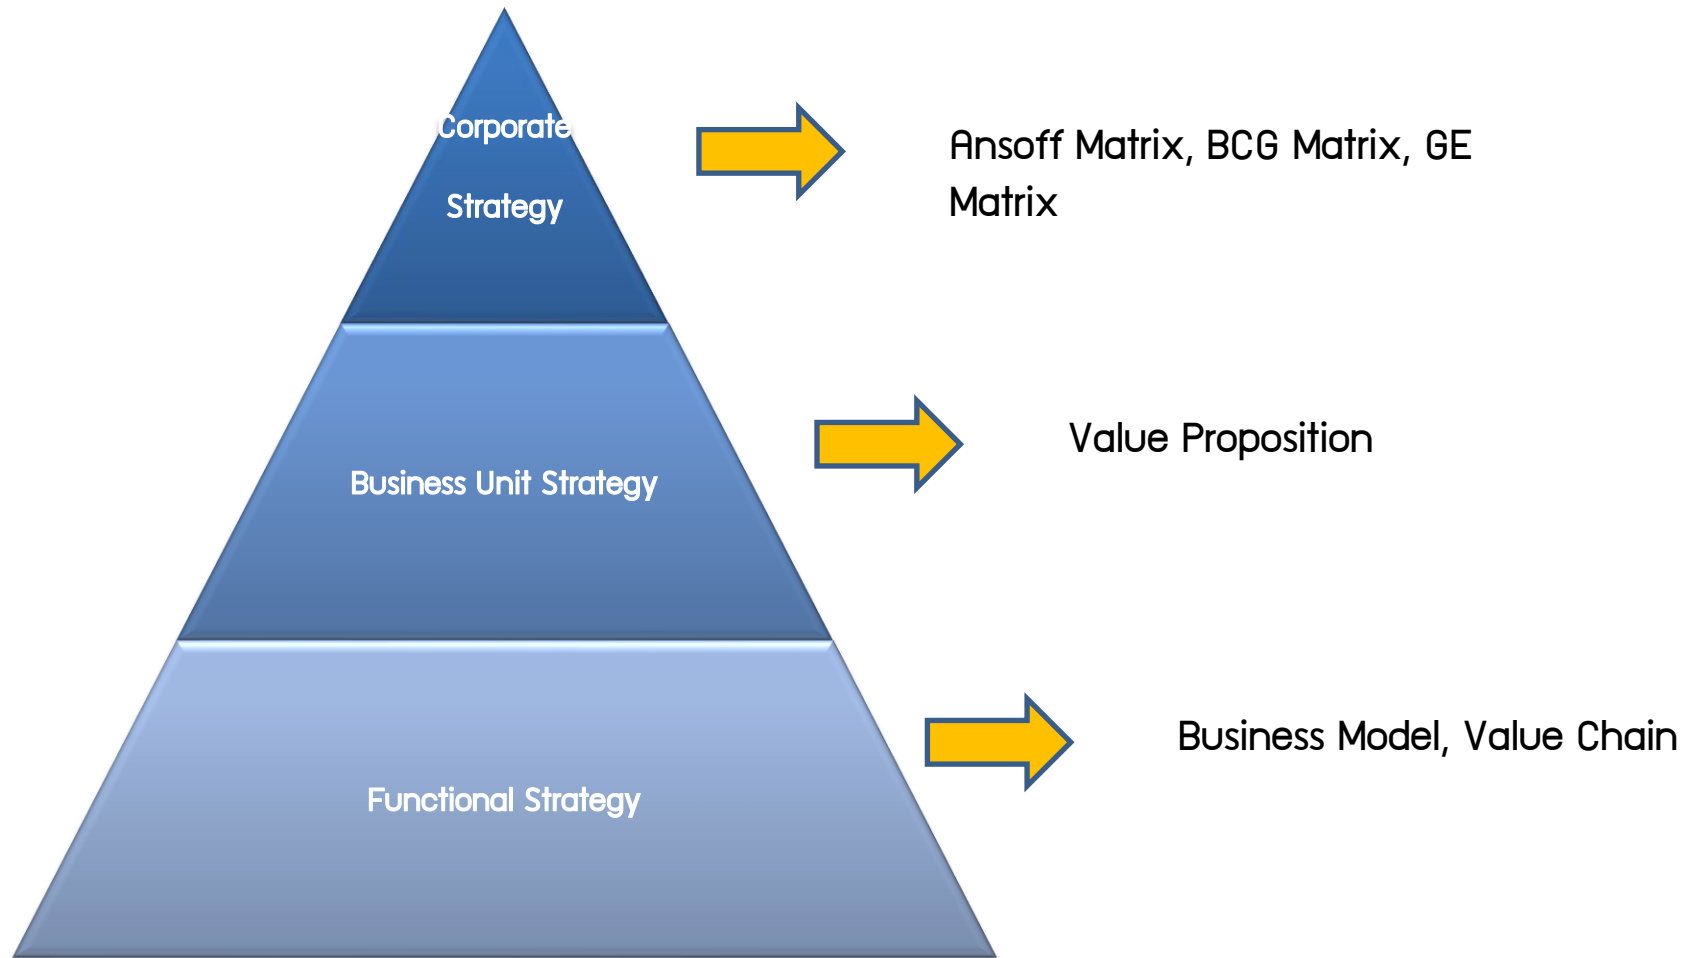 Corporate
Strategy
Ansoff Matrix, BCG Matrix, GE
Matrix
Business Unit Strategy
Value Proposition
Functional Strategy
Business Model, Value Chain